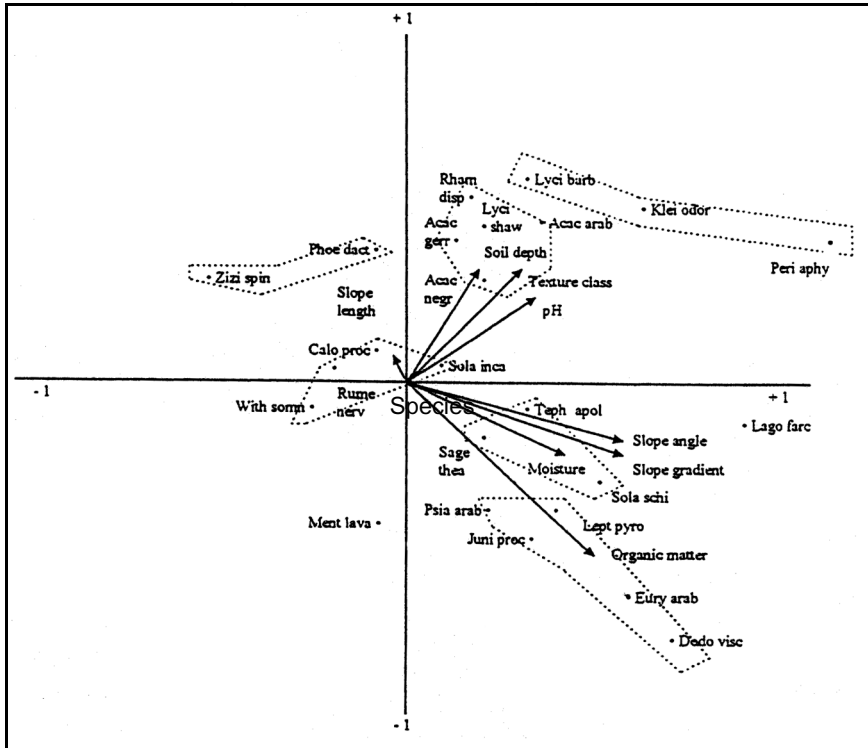 + 1
Rham
disp
Lyci barb
Lyci
shaw
Klei odor
Acac
gerr
Acac arab
Phoe dact
Soil depth
Peri aphy
Zizi spin
Acac
negr
Texture class
Slope
length
pH
Calo proc
Sola inca
- 1
+ 1
With somn
Rume
nerv
Species
Teph apol
Lago farc
Slope angle
Sage
thea
Moisture
Slope gradient
Sola schi
Psia arab
Ment lava
Lept pyro
Juni proc
Organic matter
Eury arab
Dedo visc
- 1